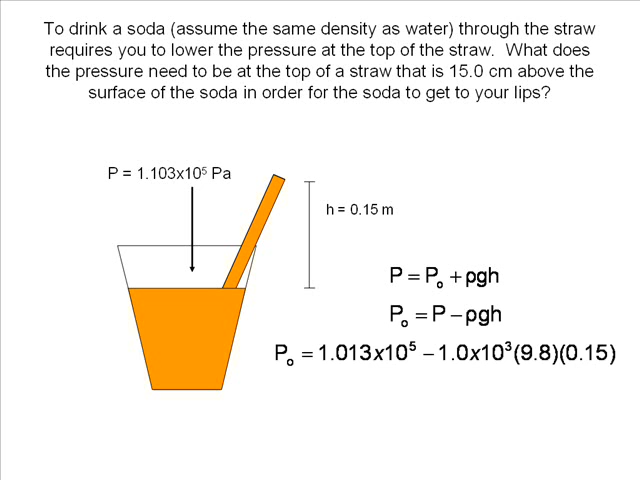 To drink a soda (assume the same density as water) through the straw
requires you to lower the pressure at the top of the straw.  What does
the pressure need to be at the top of a straw that is 15.0 cm above the
surface of the soda in order for the soda to get to your lips?
P = 1.103x10⁵ Pa
h = 0.15 m
P = Pₒ + ρgh
Pₒ = P − ρgh
Pₒ = 1.013x10⁵ − 1.0x10³(9.8)(0.15)